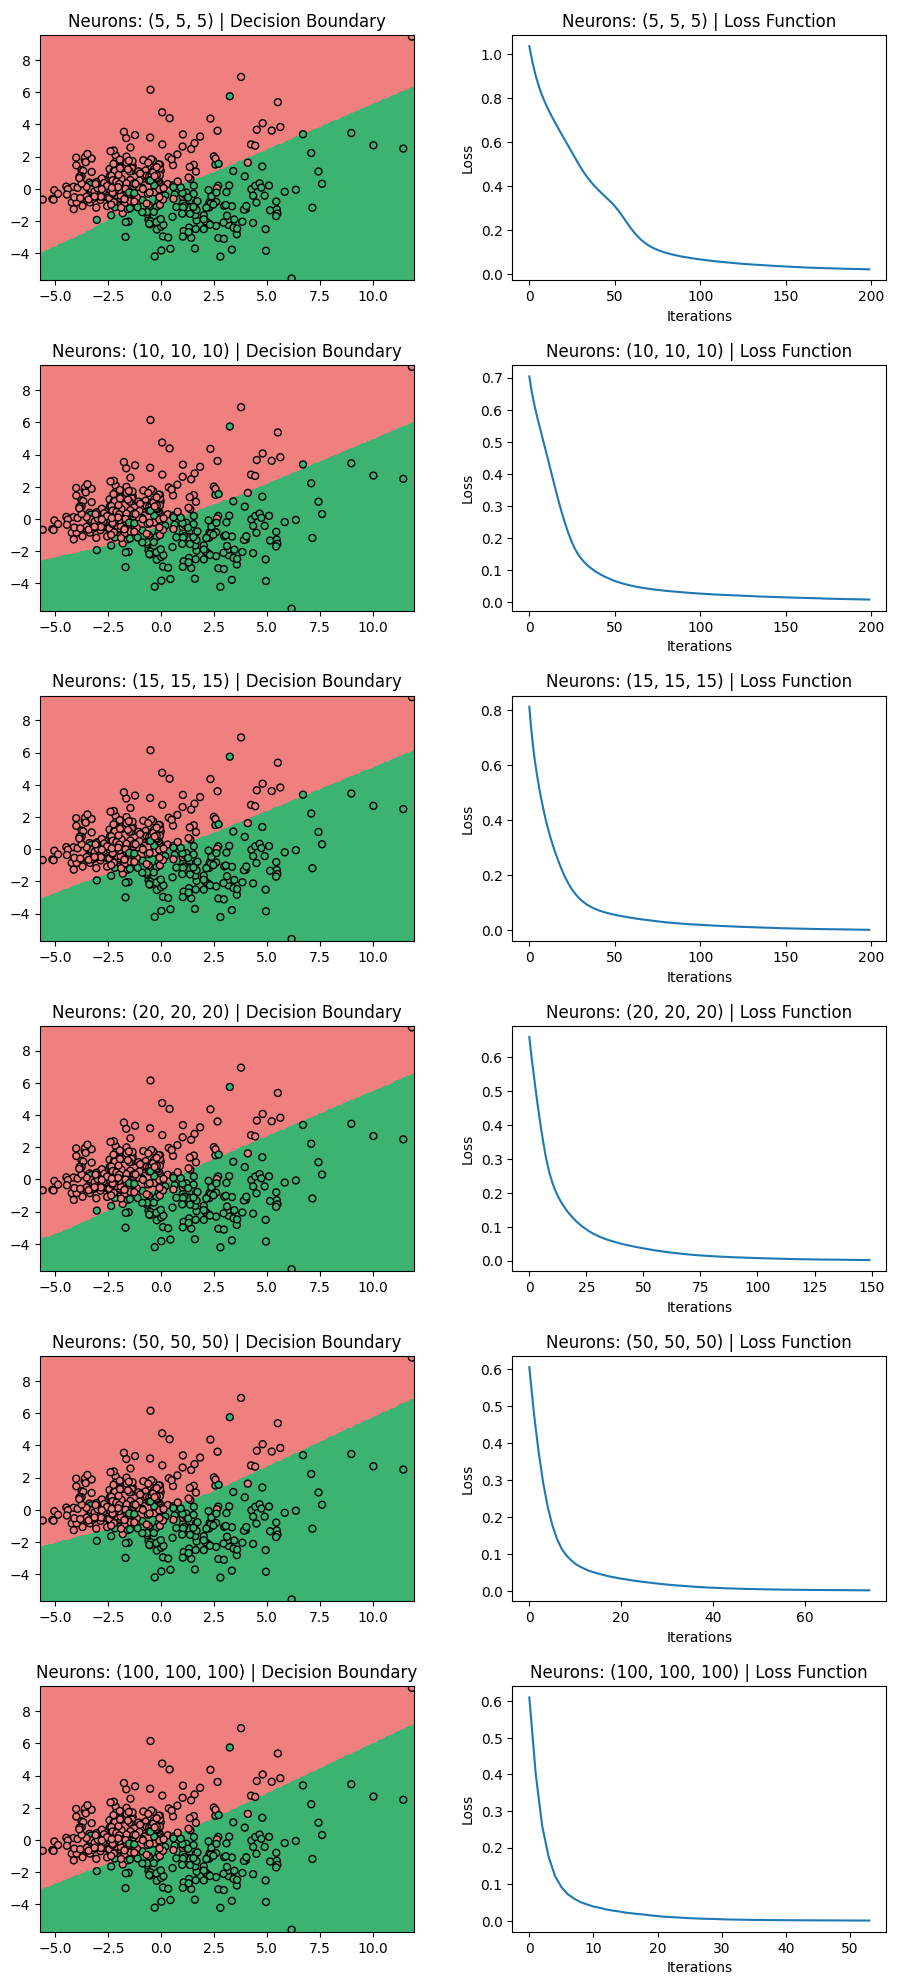 Neurons: (5, 5, 5) | Decision Boundary
8
6
4
2
0
−2
−4
−5.0 −2.5 0.0 2.5 5.0 7.5 10.0
Neurons: (5, 5, 5) | Loss Function
Loss
1.0
0.8
0.6
0.4
0.2
0.0
0 50 100 150 200
Iterations
Neurons: (10, 10, 10) | Decision Boundary
8
6
4
2
0
−2
−4
−5.0 −2.5 0.0 2.5 5.0 7.5 10.0
Neurons: (10, 10, 10) | Loss Function
Loss
0.7
0.6
0.5
0.4
0.3
0.2
0.1
0.0
0 50 100 150 200
Iterations
Neurons: (15, 15, 15) | Decision Boundary
8
6
4
2
0
−2
−4
−5.0 −2.5 0.0 2.5 5.0 7.5 10.0
Neurons: (15, 15, 15) | Loss Function
Loss
0.8
0.6
0.4
0.2
0.0
0 50 100 150 200
Iterations
Neurons: (20, 20, 20) | Decision Boundary
8
6
4
2
0
−2
−4
−5.0 −2.5 0.0 2.5 5.0 7.5 10.0
Neurons: (20, 20, 20) | Loss Function
Loss
0.6
0.5
0.4
0.3
0.2
0.1
0.0
0 25 50 75 100 125 150
Iterations
Neurons: (50, 50, 50) | Decision Boundary
8
6
4
2
0
−2
−4
−5.0 −2.5 0.0 2.5 5.0 7.5 10.0
Neurons: (50, 50, 50) | Loss Function
Loss
0.6
0.5
0.4
0.3
0.2
0.1
0.0
0 20 40 60
Iterations
Neurons: (100, 100, 100) | Decision Boundary
8
6
4
2
0
−2
−4
−5.0 −2.5 0.0 2.5 5.0 7.5 10.0
Neurons: (100, 100, 100) | Loss Function
Loss
0.6
0.5
0.4
0.3
0.2
0.1
0.0
0 10 20 30 40 50
Iterations